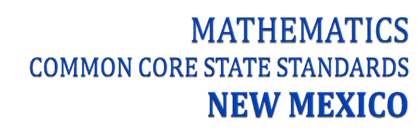 MATHEMATICS
COMMON CORE STATE STANDARDS
NEW MEXICO